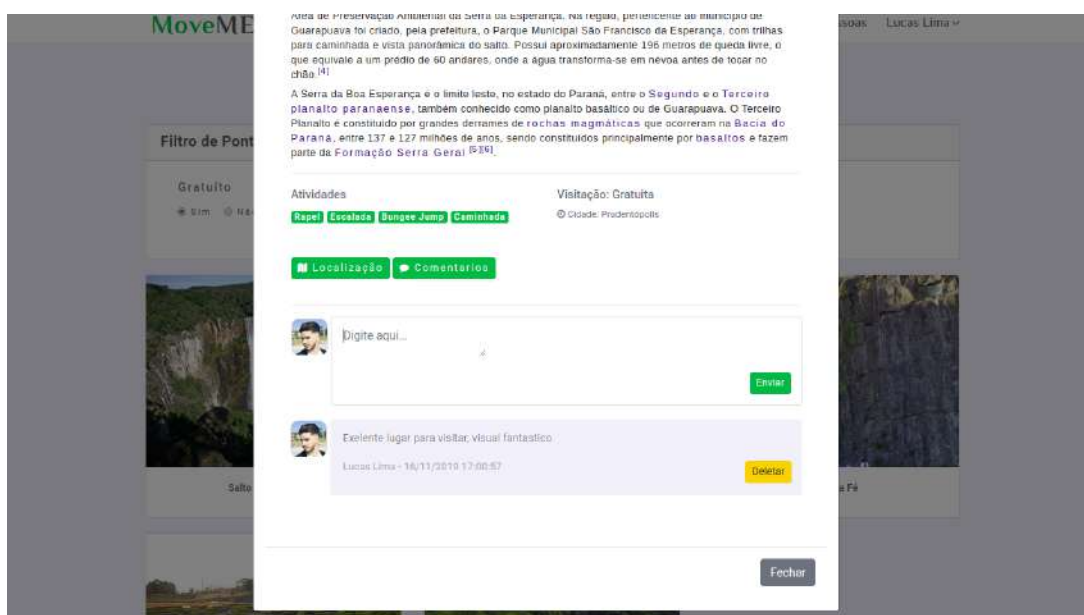 MoveME
soas Lucas Lima
Área de Preservação Ambiental da Serra da Esperança. Na região, pertencente ao município de
Guarapuava foi criado, pela prefeitura, o Parque Municipal São Francisco da Esperança, com trilhas
para caminhada e vista panorâmica do salto. Possui aproximadamente 196 metros de queda livre, o
que equivale a um prédio de 60 andares, onde a água transforma-se em névoa antes de tocar no
chão.[4]
A Serra da Boa Esperança e o limite leste, no estado do Paraná, entre o Segundo e o Terceiro
planalto paranaense, também conhecido como planalto basáltico ou de Guarapuava. O Terceiro
Planalto é constituído por grandes derrames de rochas magmáticas que ocorreram na Bacia do
Paraná, entre 137 e 127 milhões de anos, sendo constituídos principalmente por basaltos e fazem
parte da Formação Serra Geral [5][6].
Filtro de Pont
Gratuito
Sim Nã
Atividades
Visitação: Gratuita
Rapel Escalada Bungee Jump Caminhada
Cidade: Prudentópolis
Localização Comentarios
Digite aqui...
Enviar
Exelente lugar para visitar, visual fantastico
Lucas Lima - 16/11/2019 17:00:57
Deletar
Salto
a Fé
Fechar